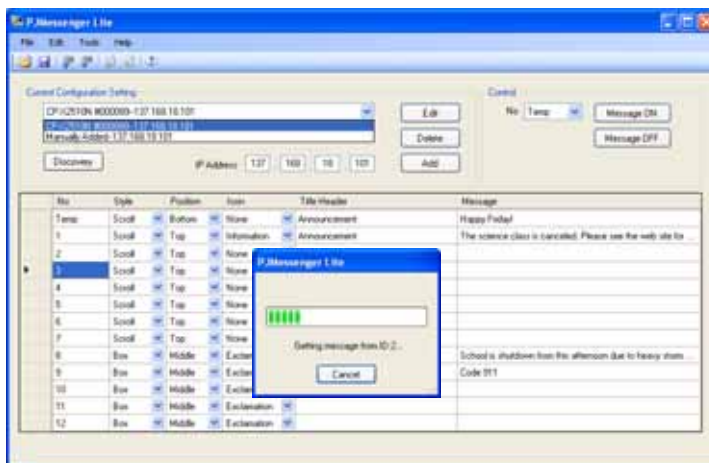 PJMessenger Lite
File Edit Tools Help
Current Configuration Setting
Control
No Temp Message ON
Edit
Manually Added-137.168.10.101
Delete
Message OFF
Discovery IP Address 137 168 10 101 Add
No Style Position Icon Title Header Message
Temp Scroll Bottom None Announcement Happy Friday!
1 Scroll Top Information Announcement The science class is canceled. Please see the web site for ...
2 Scroll Top None
3 Scroll Top None
4 Scroll Top None
5 Scroll Top None
6 Scroll Top None
7 Scroll Top None
8 Box Middle Exclam School is shutdown from this afternoon due to heavy storm ...
9 Box Middle Exclam Code 911
10 Box Middle Exclam
11 Box Middle Exclamation
12 Box Middle Exclamation
PJMessenger Lite
Getting message from ID:2...
Cancel